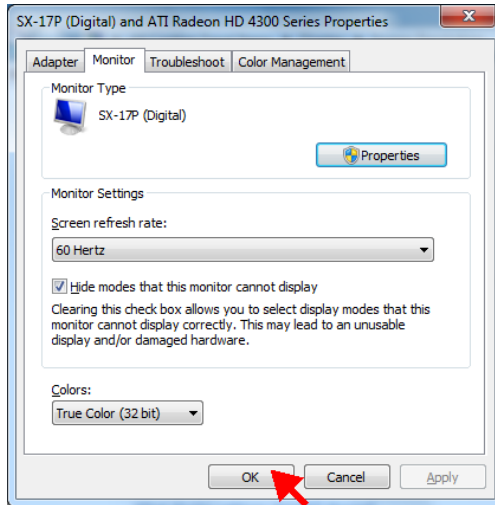 SX-17P (Digital) and ATI Radeon HD 4300 Series Properties
Adapter Monitor Troubleshoot Color Management
Monitor Type
SX-17P (Digital)
Properties
Monitor Settings
Screen refresh rate:
60 Hertz
Hide modes that this monitor cannot display
Clearing this check box allows you to select display modes that this
monitor cannot display correctly. This may lead to an unusable
display and/or damaged hardware.
Colors:
True Color (32 bit)
OK Cancel Apply